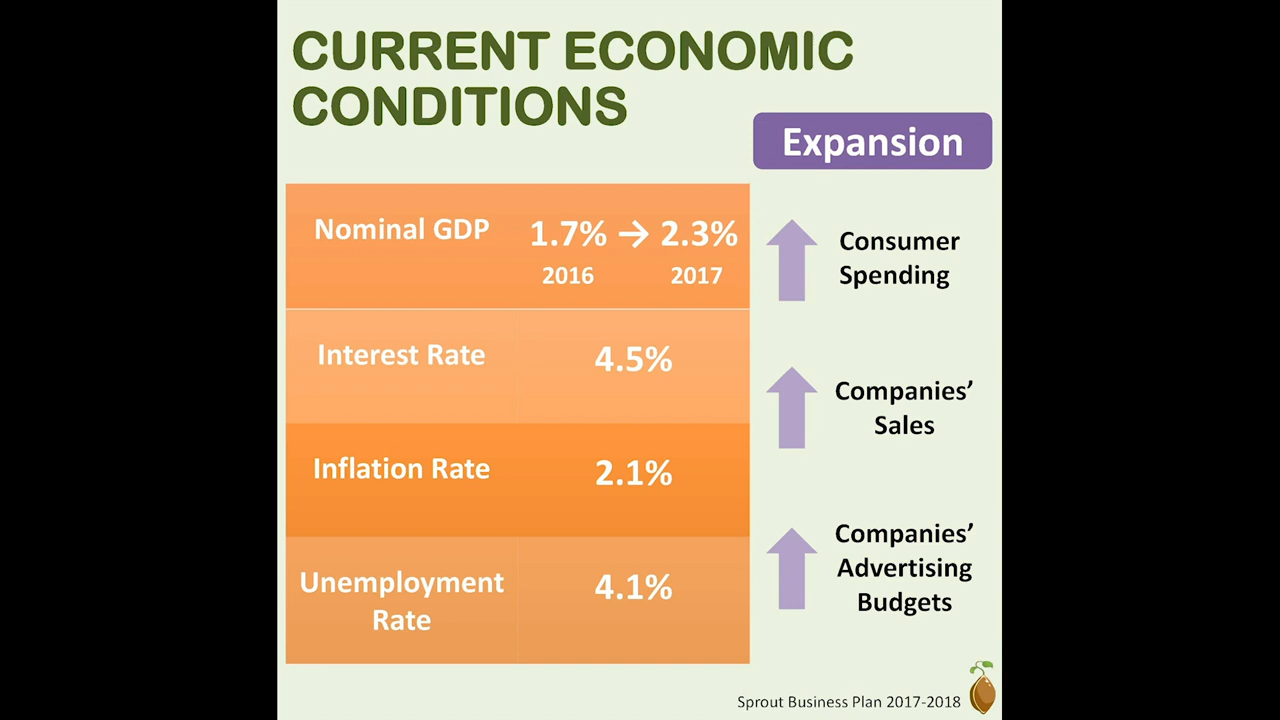 CURRENT ECONOMIC
CONDITIONS
Expansion
Nominal GDP
1.7% → 2.3%
2016
2017
Interest Rate
4.5%
Inflation Rate
2.1%
Unemployment
Rate
4.1%
Consumer
Spending
Companies’
Sales
Companies’
Advertising
Budgets
Sprout Business Plan 2017-2018